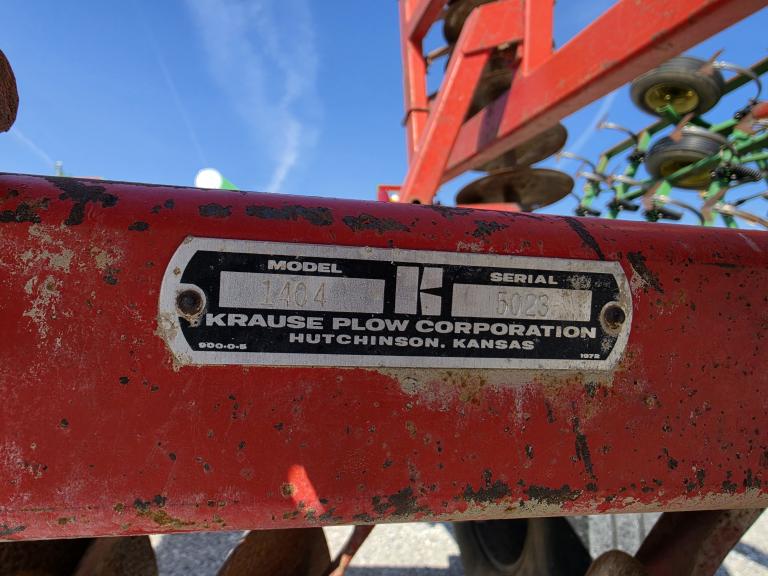 MODEL K SERIAL
1404 5023
KRAUSE PLOW CORPORATION
HUTCHINSON, KANSAS
900-0-5 1972